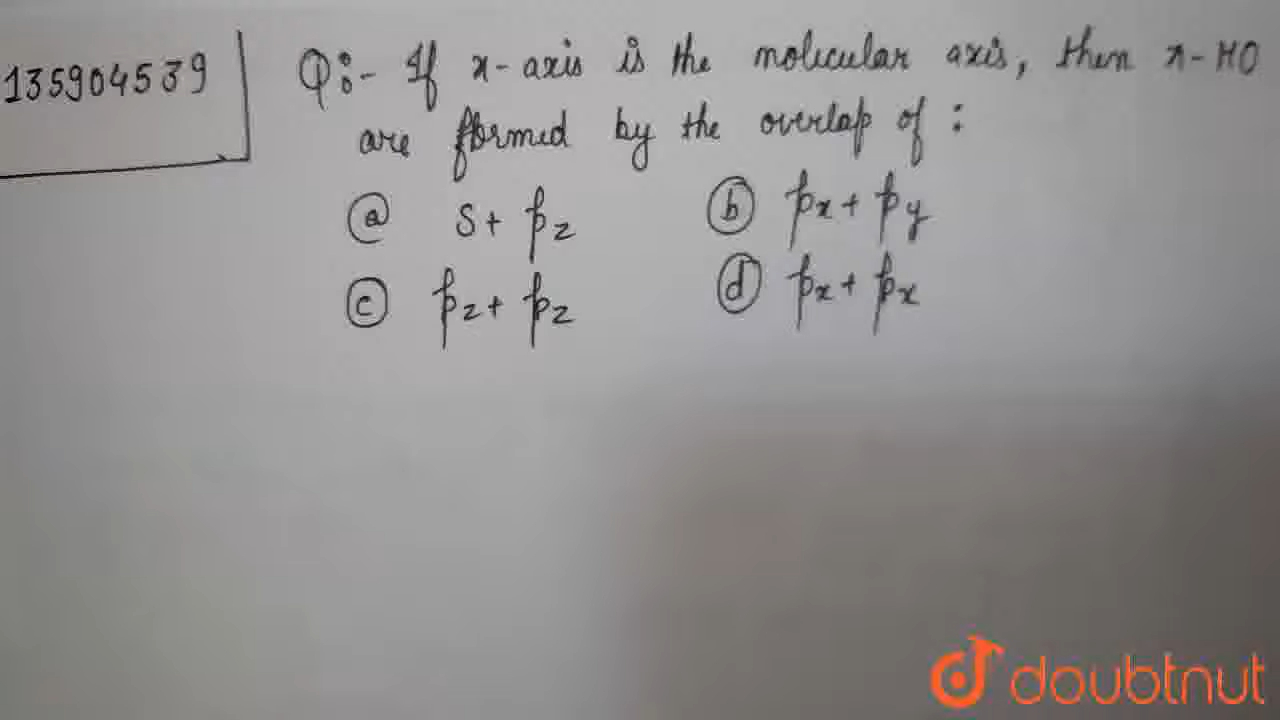 135904539
Q:- If x-axis is the molecular axis, then π-MO
are formed by the overlap of :
(a) s + pz (b) px + py
(c) pz + pz (d) px + px
doubtnut